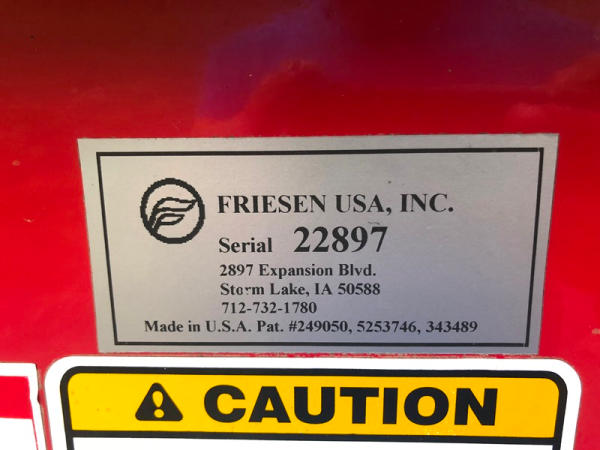 FRIESEN USA, INC.
Serial 22897
2897 Expansion Blvd.
Storm Lake, IA 50588
712-732-1780
Made in U.S.A. Pat. #249050, 5253746, 343489
CAUTION